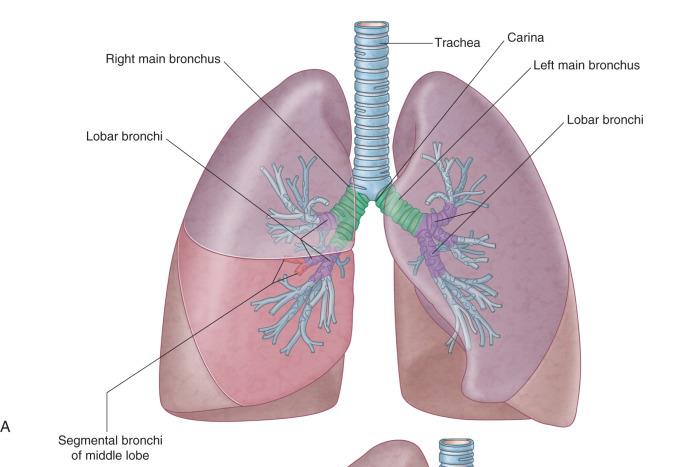 Carina
Trachea
Right main bronchus
Left main bronchus
Lobar bronchi
Lobar bronchi
A
Segmental bronchi
of middle lobe